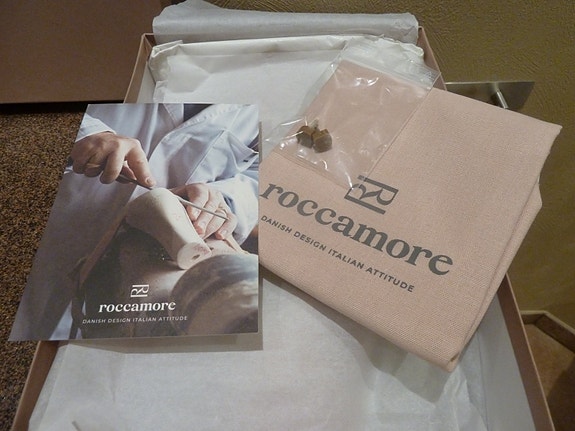 roccamore
DANISH DESIGN ITALIAN ATTITUDE
roccamore
DANISH DESIGN ITALIAN ATTITUDE